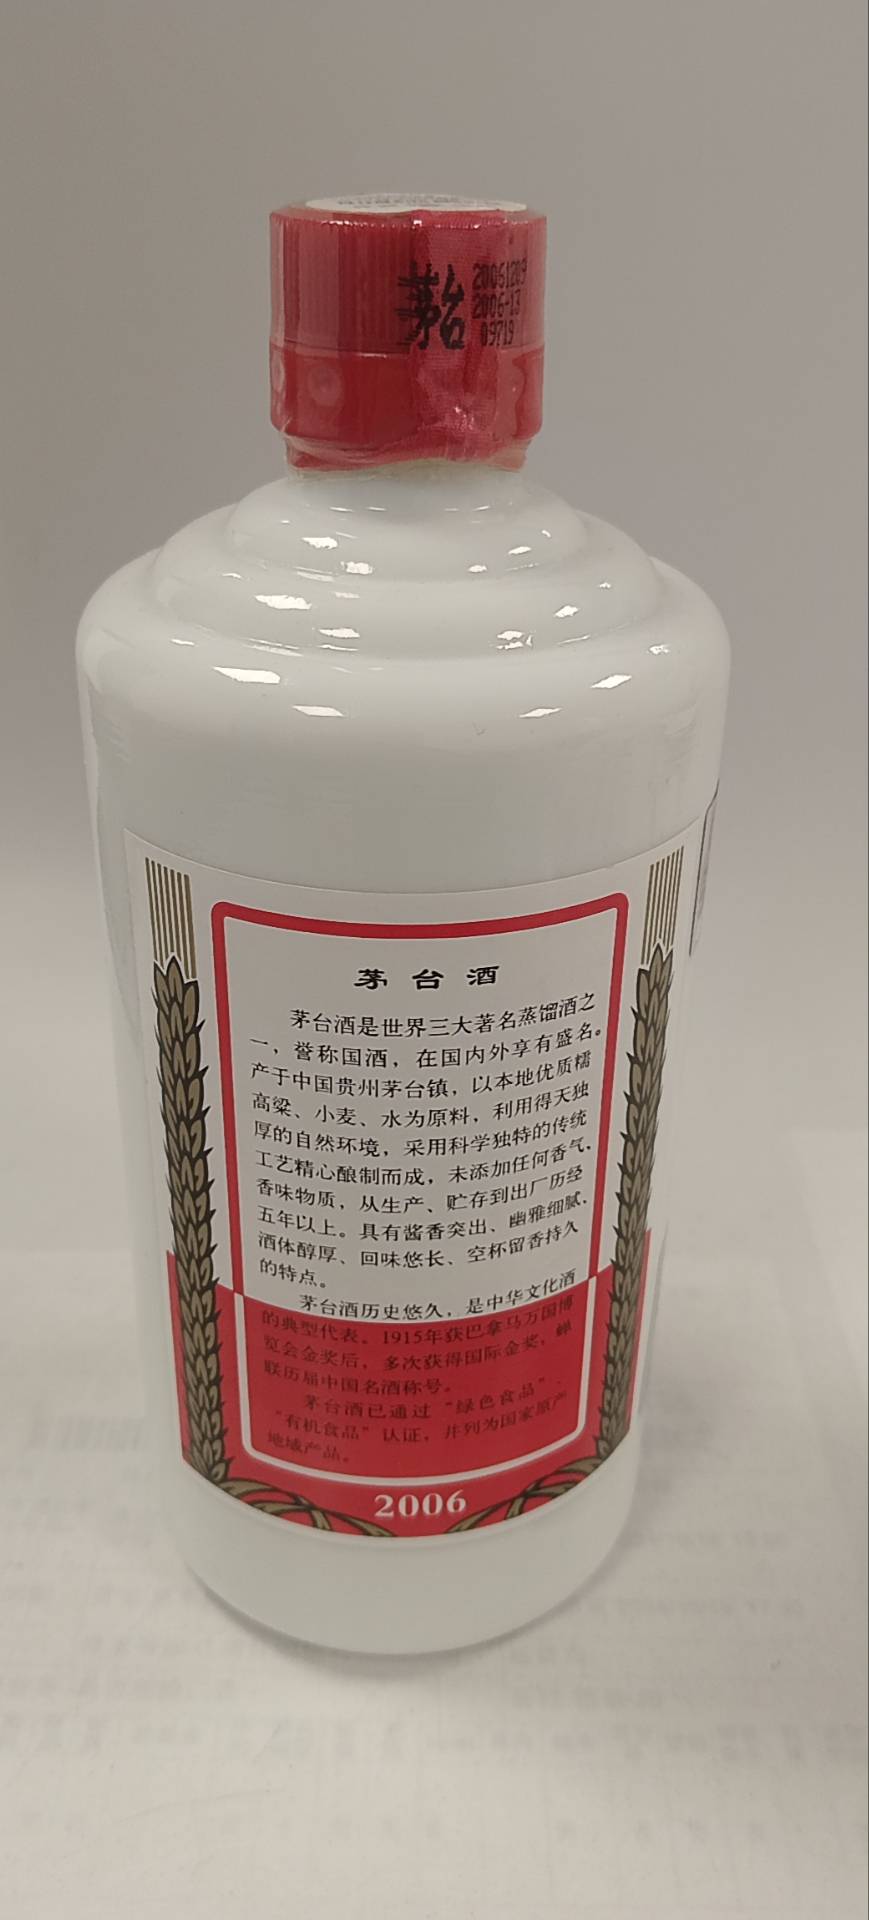 茅台
20061209
2006-13
09719
茅台酒
茅台酒是世界三大著名蒸馏酒之
一，誉称国酒，在国内外享有盛名。
产于中国贵州茅台镇，以本地优质糯
高粱、小麦、水为原料，利用得天独
厚的自然环境，采用科学独特的传统
工艺精心酿制而成，未添加任何香气、
香味物质，从生产、贮存到出厂历经
五年以上。具有酱香突出、幽雅细腻、
酒体醇厚、回味悠长、空杯留香持久
的特点。
茅台酒历史悠久，是中华文化酒
的典型代表。1915年获巴拿马万国博
览会金奖后，多次获得国际金奖，蝉
联历届中国名酒称号。
茅台酒已通过“绿色食品”、
“有机食品”认证，并列为国家原产
地域产品。
2006